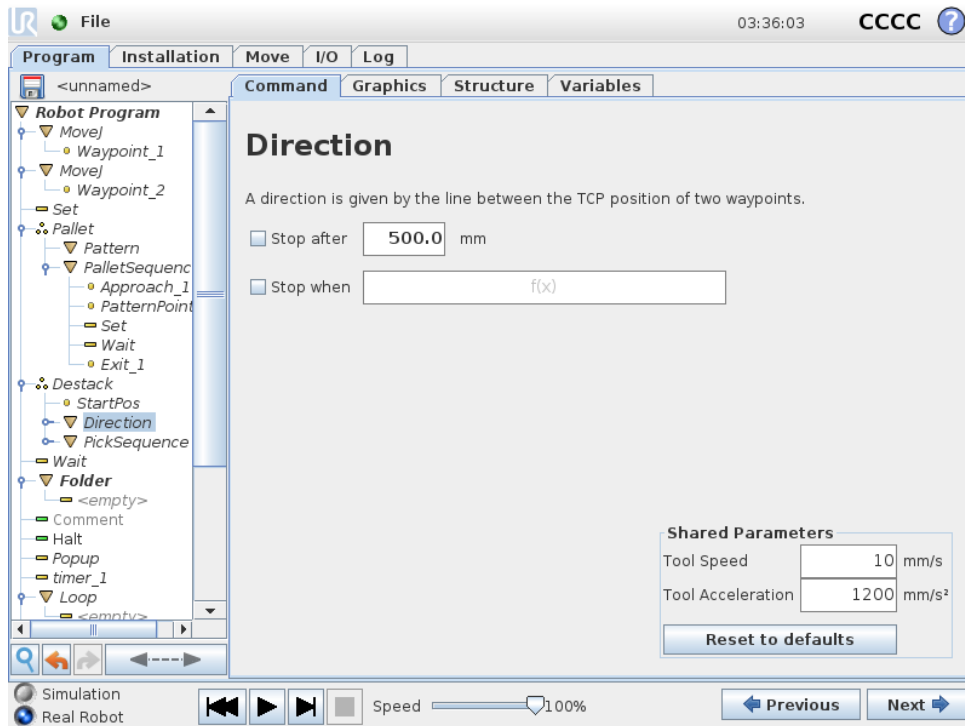 UR File 03:36:03 CCCC ?
Program Installation Move I/O Log
<unnamed>
Command Graphics Structure Variables
Robot Program
MoveJ
Waypoint_1
MoveJ
Waypoint_2
Set
Pallet
Pattern
PalletSequenc
Approach_1
PatternPoint
Set
Wait
Exit_1
Destack
StartPos
Direction
PickSequence
Wait
Folder
<empty>
Comment
Halt
Popup
timer_1
Loop
<empty>
Direction
A direction is given by the line between the TCP position of two waypoints.
Stop after 500.0 mm
Stop when f(x)
Shared Parameters
Tool Speed 10 mm/s
Tool Acceleration 1200 mm/s²
Reset to defaults
Simulation
Real Robot
Speed 100%
Previous Next